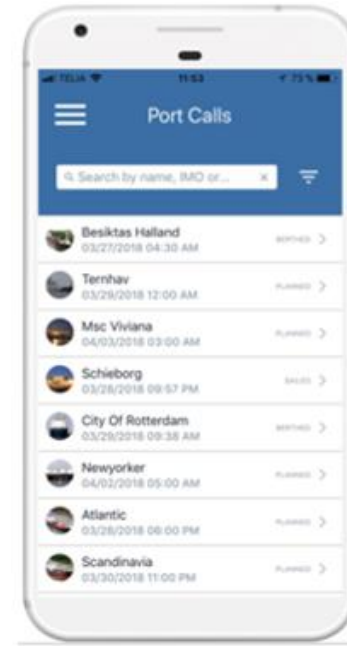 TELIA 11:53 73 %
Port Calls
Search by name, IMO or...
Besiktas Halland
03/27/2018 04:30 AM
BERTHED
Ternhav
03/29/2018 12:00 AM
PLANNED
Msc Viviana
04/03/2018 03:00 AM
PLANNED
Schieborg
03/28/2018 09:57 PM
SAILED
City Of Rotterdam
03/29/2018 09:38 AM
BERTHED
Newyorker
04/02/2018 05:00 AM
PLANNED
Atlantic
03/28/2018 06:00 PM
PLANNED
Scandinavia
03/30/2018 11:00 PM
PLANNED